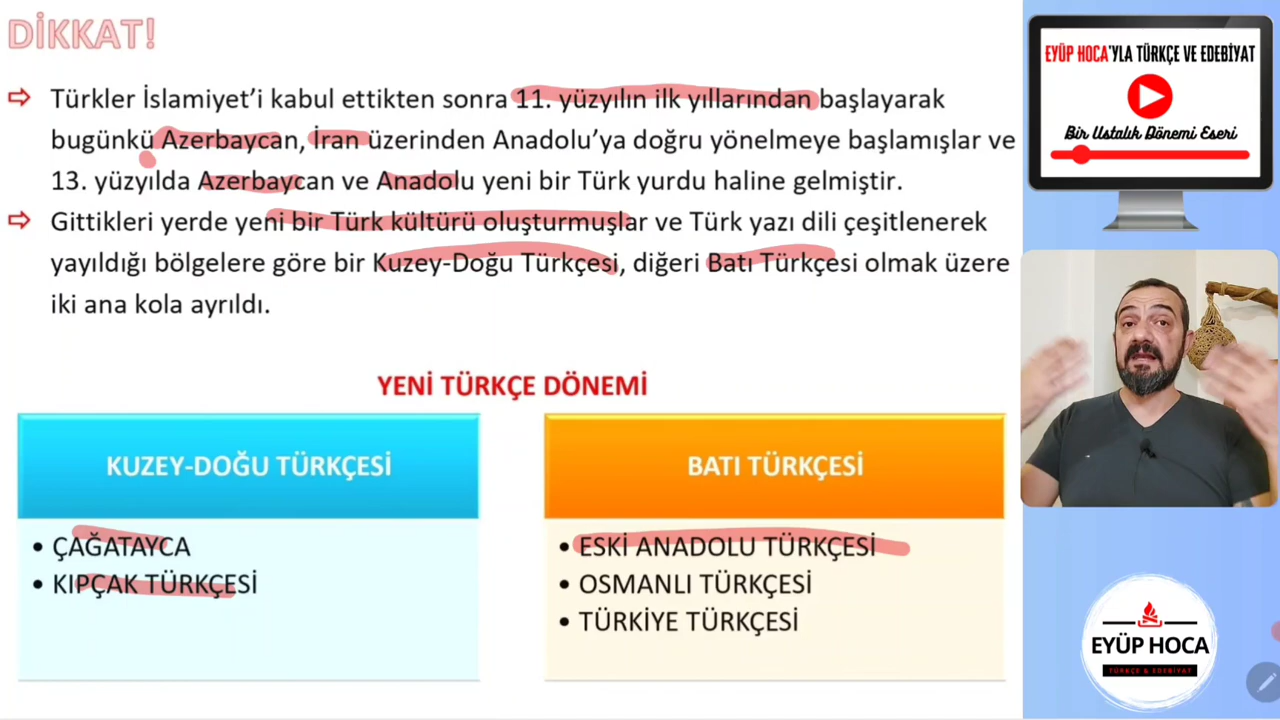 DİKKAT!
Türkler İslamiyet’i kabul ettikten sonra 11. yüzyılın ilk yıllarından başlayarak
bugünkü Azerbaycan, İran üzerinden Anadolu’ya doğru yönelmeye başlamışlar ve
13. yüzyılda Azerbaycan ve Anadolu yeni bir Türk yurdu haline gelmiştir.
Gittikleri yerde yeni bir Türk kültürü oluşturmuşlar ve Türk yazı dili çeşitlenerek
yayıldığı bölgelere göre bir Kuzey-Doğu Türkçesi, diğeri Batı Türkçesi olmak üzere
iki ana kola ayrıldı.
YENİ TÜRKÇE DÖNEMİ
KUZEY-DOĞU TÜRKÇESİ
• ÇAĞATAYCA
• KIPÇAK TÜRKÇESİ
BATI TÜRKÇESİ
• ESKİ ANADOLU TÜRKÇESİ
• OSMANLI TÜRKÇESİ
• TÜRKİYE TÜRKÇESİ
EYÜP HOCA'YLA TÜRKÇE VE EDEBİYAT
Bir Ustalık Dönemi Eseri
EYÜP HOCA
TÜRKÇE & EDEBİYAT